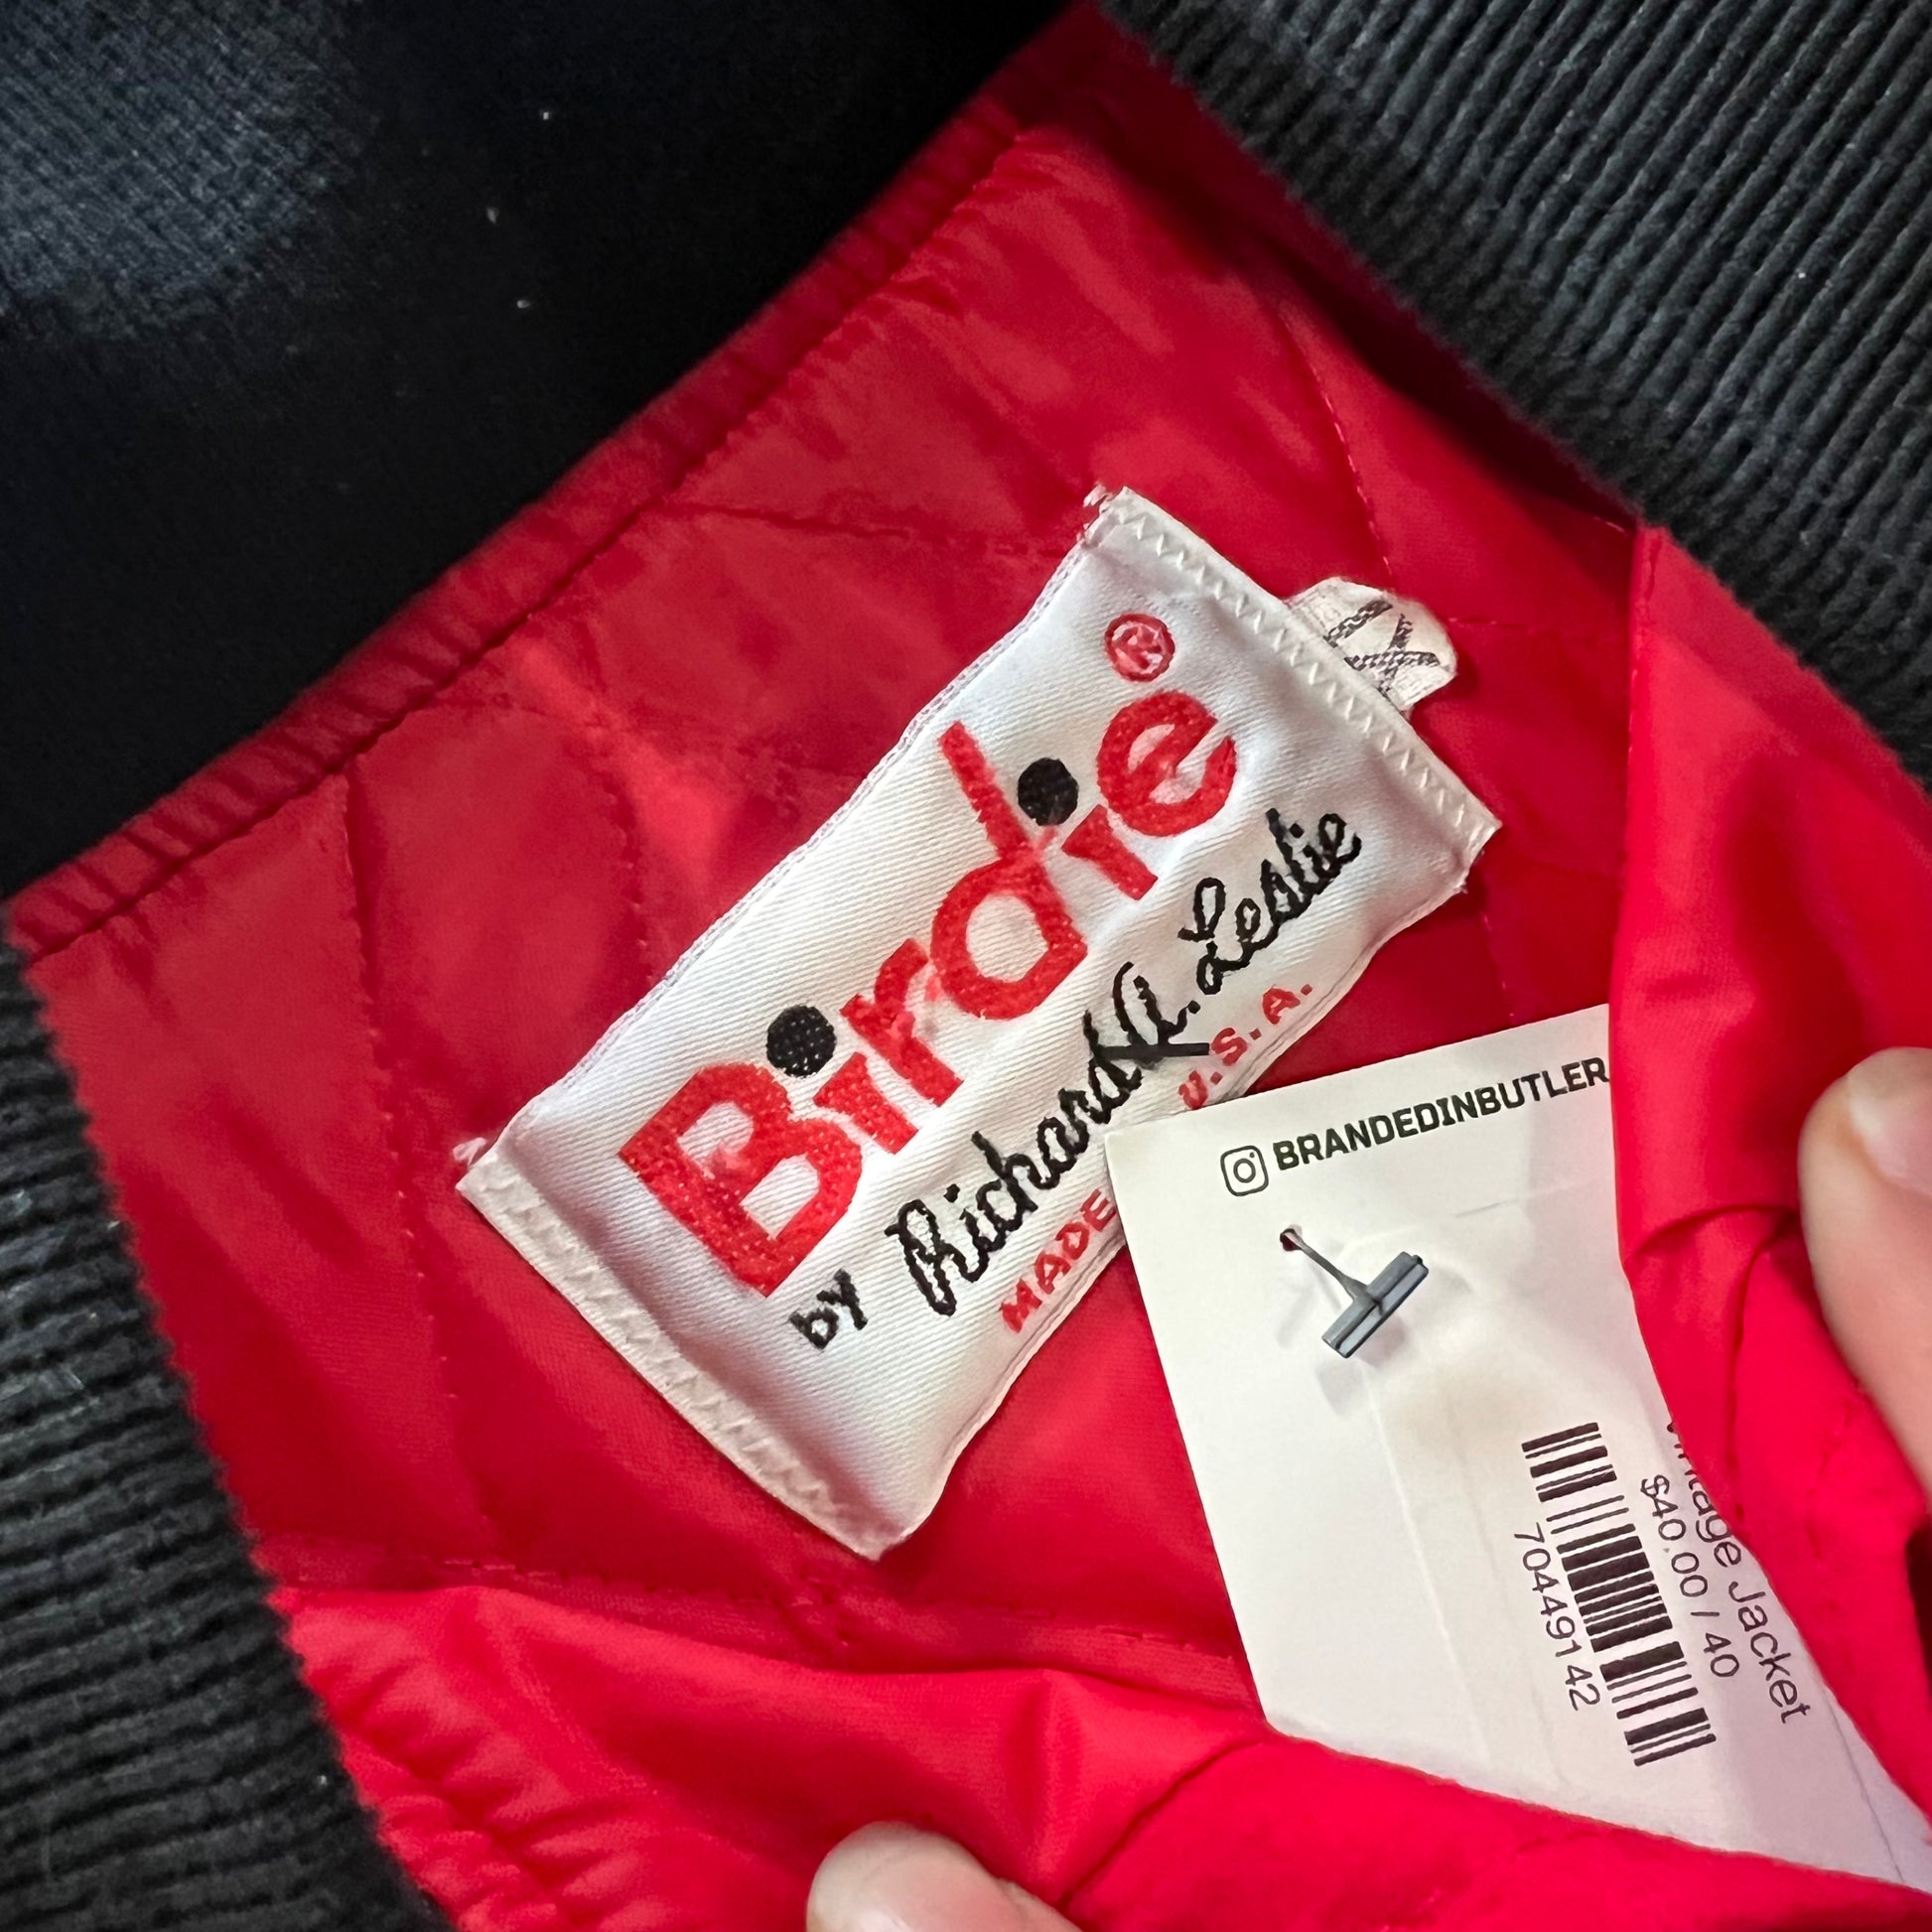 Birdie®
by Richard A. Leslie
MADE U.S.A.
XL
BRANDEDINBUTLER
Vintage Jacket
$40.00 / 40
70449142